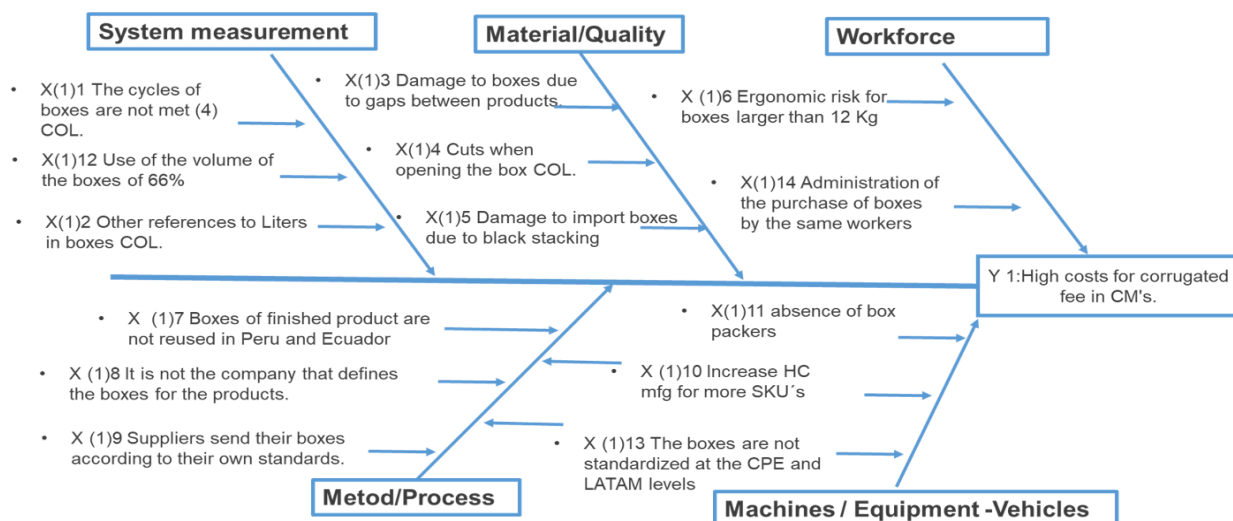 System measurement
Material/Quality
Workforce
• X(1)1 The cycles of
boxes are not met (4)
COL.
• X(1)12 Use of the volume of
the boxes of 66%
• X(1)2 Other references to Liters
in boxes COL.
• X(1)3 Damage to boxes due
to gaps between products.
• X(1)4 Cuts when
opening the box COL.
• X(1)5 Damage to import boxes
due to black stacking
• X (1)6 Ergonomic risk for
boxes larger than 12 Kg
• X(1)14 Administration of
the purchase of boxes
by the same workers
Y 1:High costs for corrugated
fee in CM's.
• X (1)7 Boxes of finished product are
not reused in Peru and Ecuador
• X (1)8 It is not the company that defines
the boxes for the products.
• X (1)9 Suppliers send their boxes
according to their own standards.
• X(1)11 absence of box
packers
• X (1)10 Increase HC
mfg for more SKU´s
• X (1)13 The boxes are not
standardized at the CPE and
LATAM levels
Metod/Process
Machines / Equipment -Vehicles